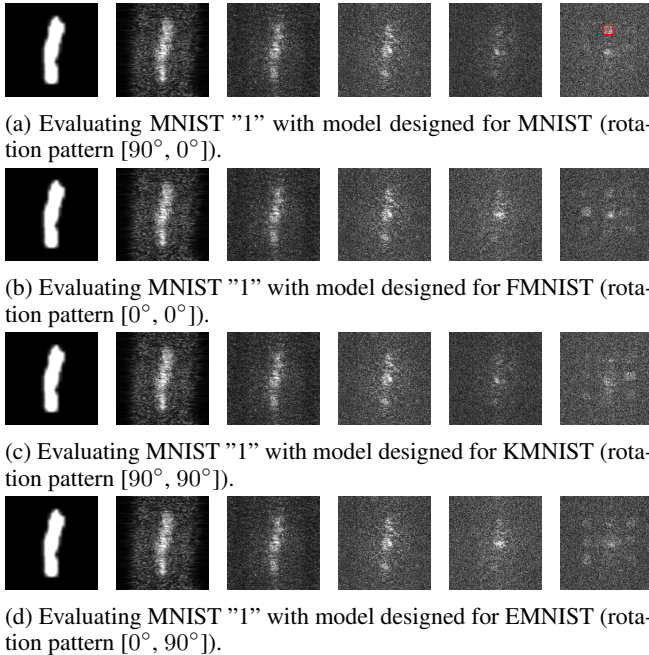 (a) Evaluating MNIST ”1” with model designed for MNIST (rota-
tion pattern [90°, 0°]).
(b) Evaluating MNIST ”1” with model designed for FMNIST (rota-
tion pattern [0°, 0°]).
(c) Evaluating MNIST ”1” with model designed for KMNIST (rota-
tion pattern [90°, 90°]).
(d) Evaluating MNIST ”1” with model designed for EMNIST (rota-
tion pattern [0°, 90°]).